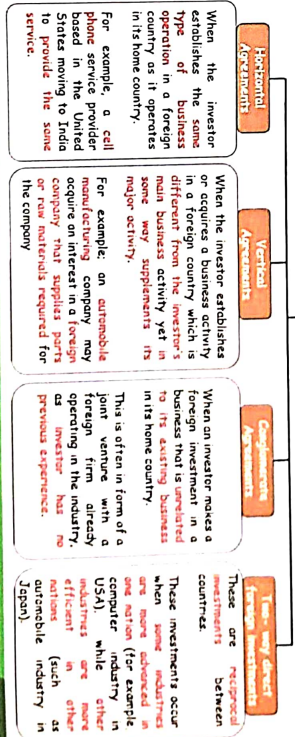 Horizontal
Agreements
When the investor
establishes the same
type of business
operation in a foreign
country as it operates
in its home country.
For example, a cell
phone service provider
based in the United
States moving to India
to provide the same
service.
Vertical
Agreements
When the investor establishes
or acquires a business activity
in a foreign country which is
different from the investor's
main business activity yet in
some way supplements its
major activity.
For example; an automobile
manufacturing company may
acquire an interest in a foreign
company that supplies parts
or raw materials required for
the company
Conglomerate
Agreements
When an investor makes a
foreign investment in a
business that is unrelated
to its existing business
in its home country.
This is often in form of a
joint venture with a
foreign firm already
operating in the industry,
as investor has no
previous experience.
Two- way direct
foreign investments
These are reciprocal
investments between
countries.
These investments occur
when some industries
are more advanced in
one nation (for example,
computer industry in
USA), while other
industries are more
efficient in other
nations (such as
automobile industry in
Japan).